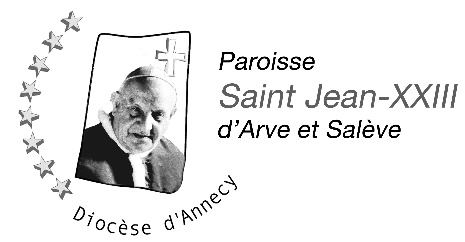 Paroisse
Saint Jean-XXIII
d'Arve et Salève
Diocèse d'Annecy